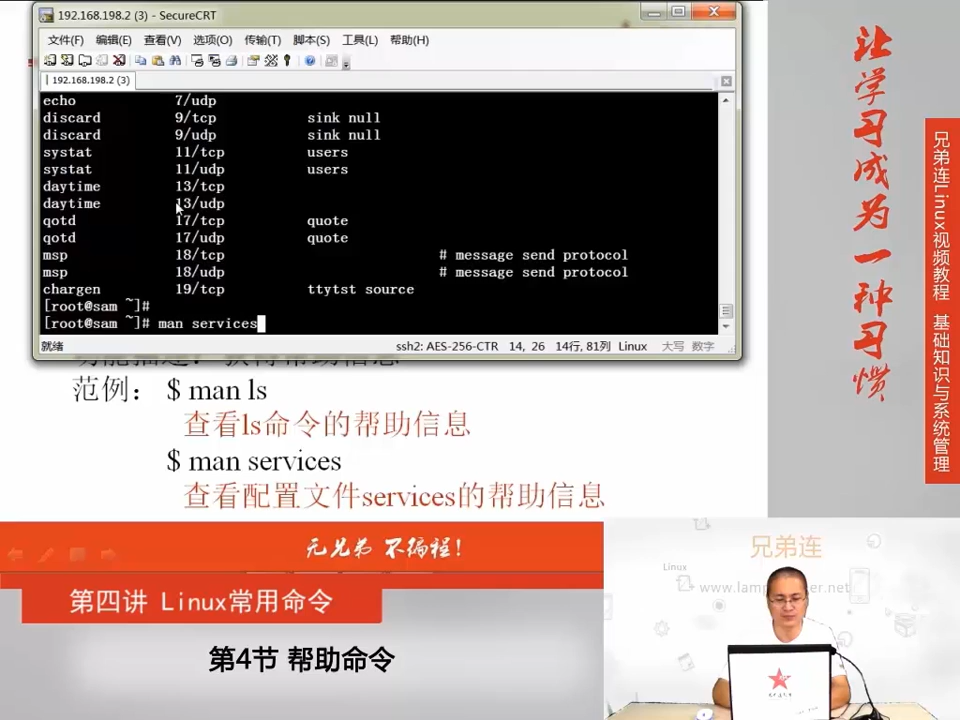 192.168.198.2 (3) - SecureCRT
文件(F) 编辑(E) 查看(V) 选项(O) 传输(T) 脚本(S) 工具(L) 帮助(H)
192.168.198.2 (3)
echo 7/udp
discard 9/tcp sink null
discard 9/udp sink null
systat 11/tcp users
systat 11/udp users
daytime 13/tcp
daytime 13/udp
qotd 17/tcp quote
qotd 17/udp quote
msp 18/tcp # message send protocol
msp 18/udp # message send protocol
chargen 19/tcp ttytst source
[root@sam ~]#
[root@sam ~]# man services
就绪 ssh2: AES-256-CTR 14, 26 14行, 81列 Linux 大写 数字
功能描述：获得帮助信息
范例： $ man ls
查看ls命令的帮助信息
$ man services
查看配置文件services的帮助信息
让学习成为一种习惯
兄弟连Linux视频教程 基础知识与系统管理
无兄弟 不编程!
第四讲 Linux常用命令
第4节 帮助命令
兄弟连
Linux